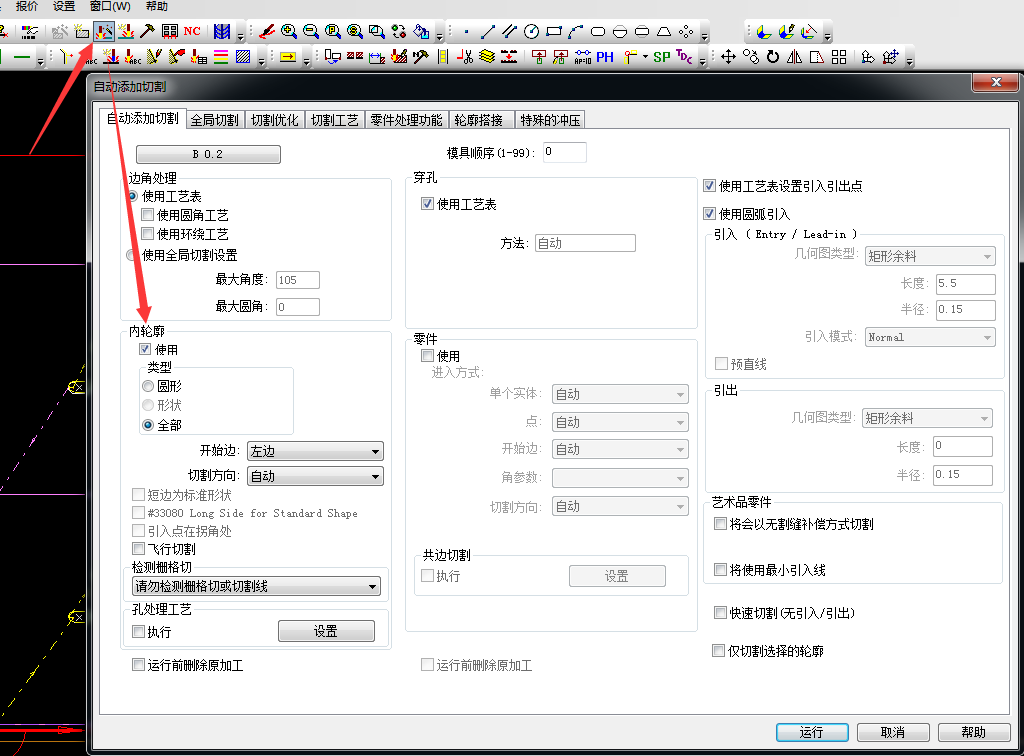 报价 设置 窗口(W) 帮助
NC
ABC ABC AP=10 PH SP TDC
自动添加切割
自动添加切割 全局切割 切割优化 切割工艺 零件处理功能 轮廓搭接 特殊的冲压
B 0.2
模具顺序(1-99): 0
边角处理
使用工艺表
使用圆角工艺
使用环绕工艺
使用全局切割设置
最大角度: 105
最大圆角: 0
内轮廓
使用
类型
圆形
形状
全部
开始边: 左边
切割方向: 自动
短边为标准形状
#33080 Long Side for Standard Shape
引入点在拐角处
飞行切割
检测栅格切
请勿检测栅格切或切割线
孔处理工艺
执行 设置
运行前删除原加工
穿孔
使用工艺表
方法: 自动
零件
使用
进入方式:
单个实体: 自动
点: 自动
开始边: 自动
角参数:
切割方向: 自动
共边切割
执行 设置
运行前删除原加工
使用工艺表设置引入引出点
使用圆弧引入
引入 ( Entry / Lead-in )
几何图类型: 矩形余料
长度: 5.5
半径: 0.15
引入模式: Normal
预直线
引出
几何图类型: 矩形余料
长度: 0
半径: 0.15
艺术品零件
将会以无割缝补偿方式切割
将使用最小引入线
快速切割(无引入/引出)
仅切割选择的轮廓
运行 取消 帮助